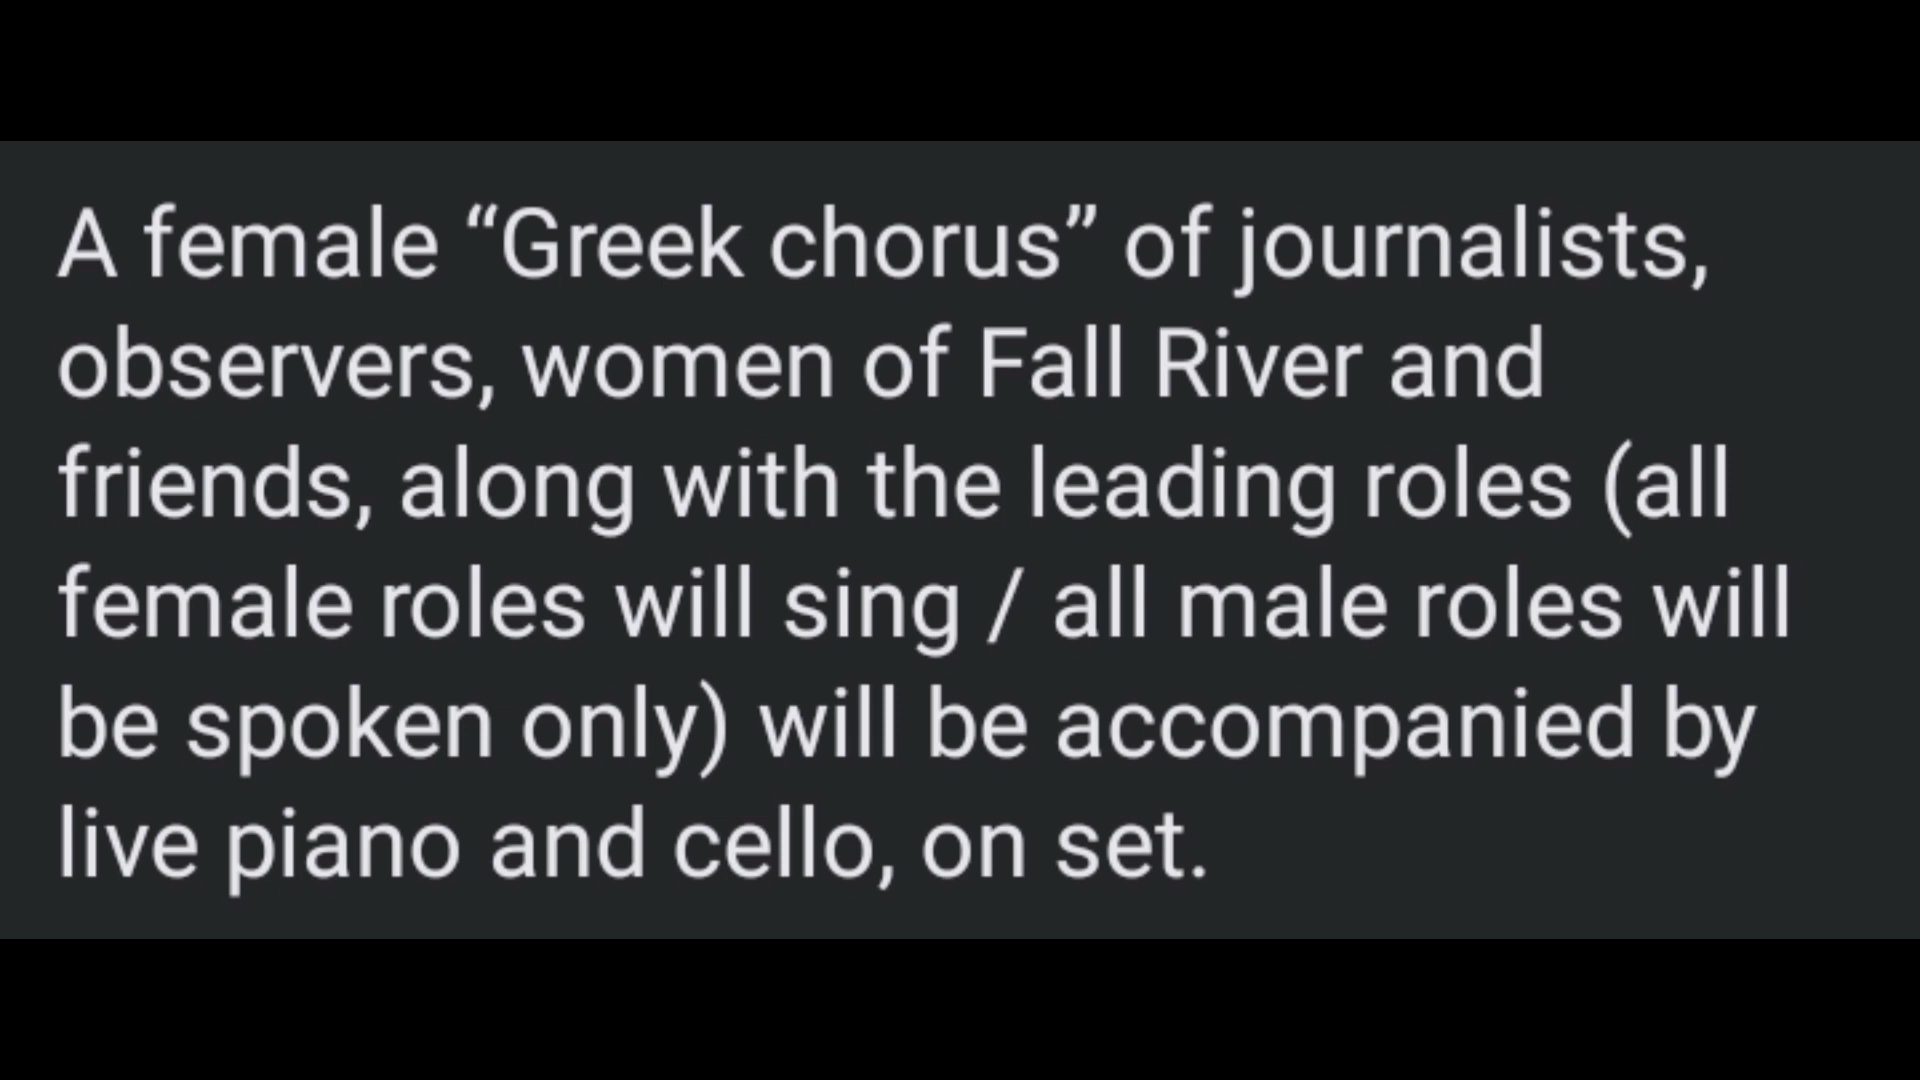 A female “Greek chorus” of journalists,
observers, women of Fall River and
friends, along with the leading roles (all
female roles will sing / all male roles will
be spoken only) will be accompanied by
live piano and cello, on set.